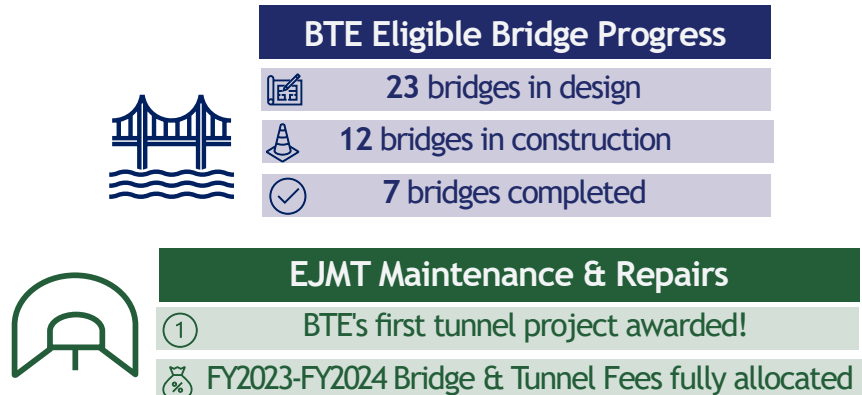 BTE Eligible Bridge Progress
23 bridges in design
12 bridges in construction
7 bridges completed
EJMT Maintenance & Repairs
1
BTE's first tunnel project awarded!
%
FY2023-FY2024 Bridge & Tunnel Fees fully allocated